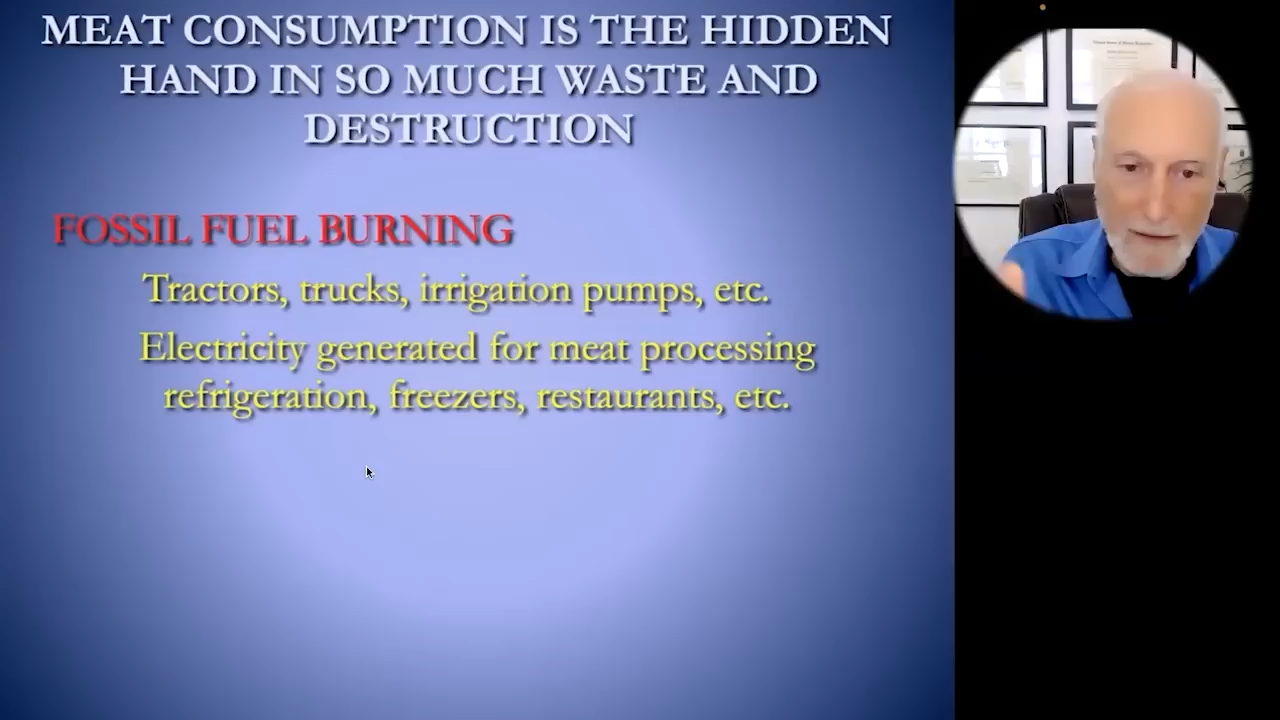 MEAT CONSUMPTION IS THE HIDDEN
HAND IN SO MUCH WASTE AND
DESTRUCTION
FOSSIL FUEL BURNING
Tractors, trucks, irrigation pumps, etc.
Electricity generated for meat processing
refrigeration, freezers, restaurants, etc.